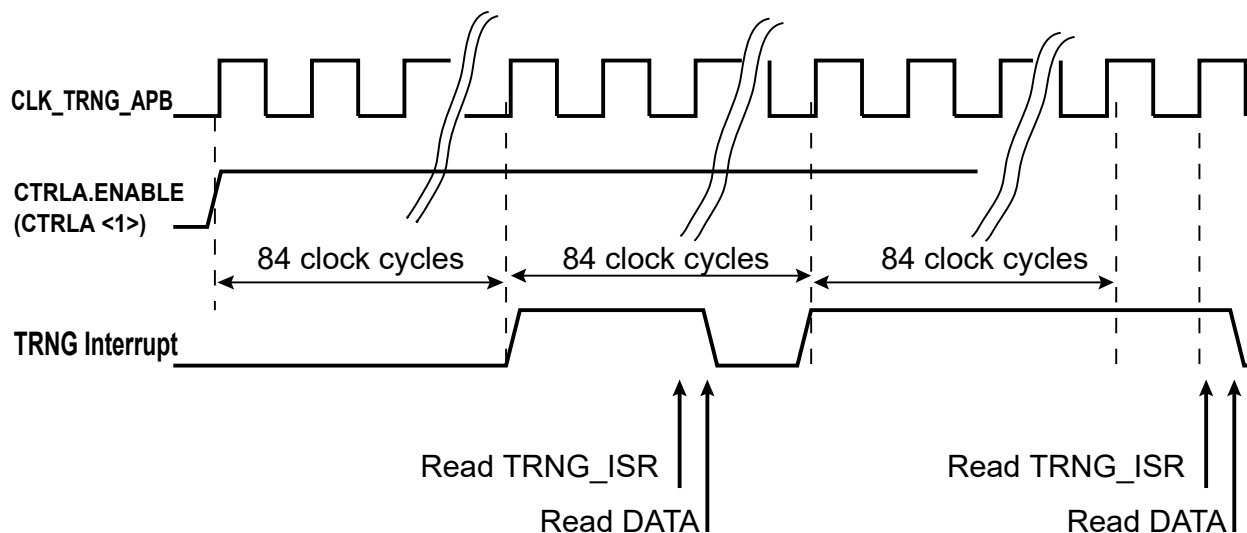 CLK_TRNG_APB
CTRLA.ENABLE
(CTRLA <1>)
84 clock cycles
84 clock cycles
84 clock cycles
TRNG Interrupt
Read TRNG_ISR
Read TRNG_ISR
Read DATA
Read DATA